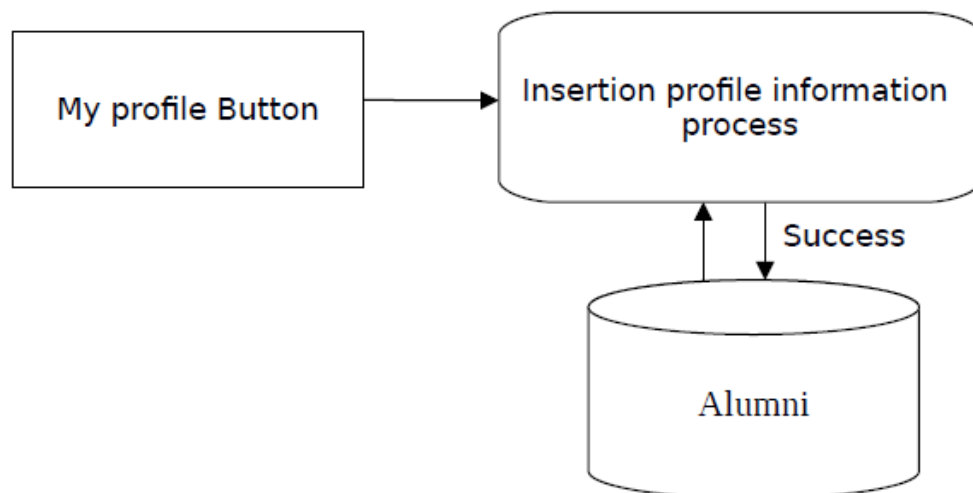 My profile Button
Insertion profile information
process
Success
Alumni